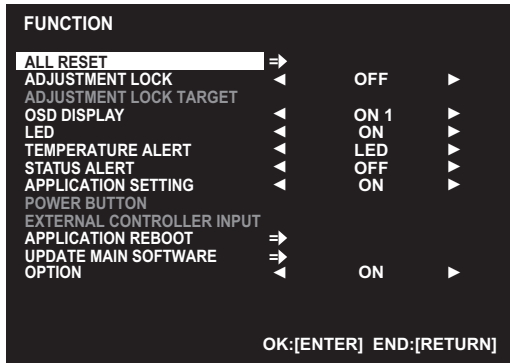 FUNCTION
ALL RESET
ADJUSTMENT LOCK OFF
ADJUSTMENT LOCK TARGET
OSD DISPLAY ON 1
LED ON
TEMPERATURE ALERT LED
STATUS ALERT OFF
APPLICATION SETTING ON
POWER BUTTON
EXTERNAL CONTROLLER INPUT
APPLICATION REBOOT
UPDATE MAIN SOFTWARE
OPTION ON
OK:[ENTER] END:[RETURN]